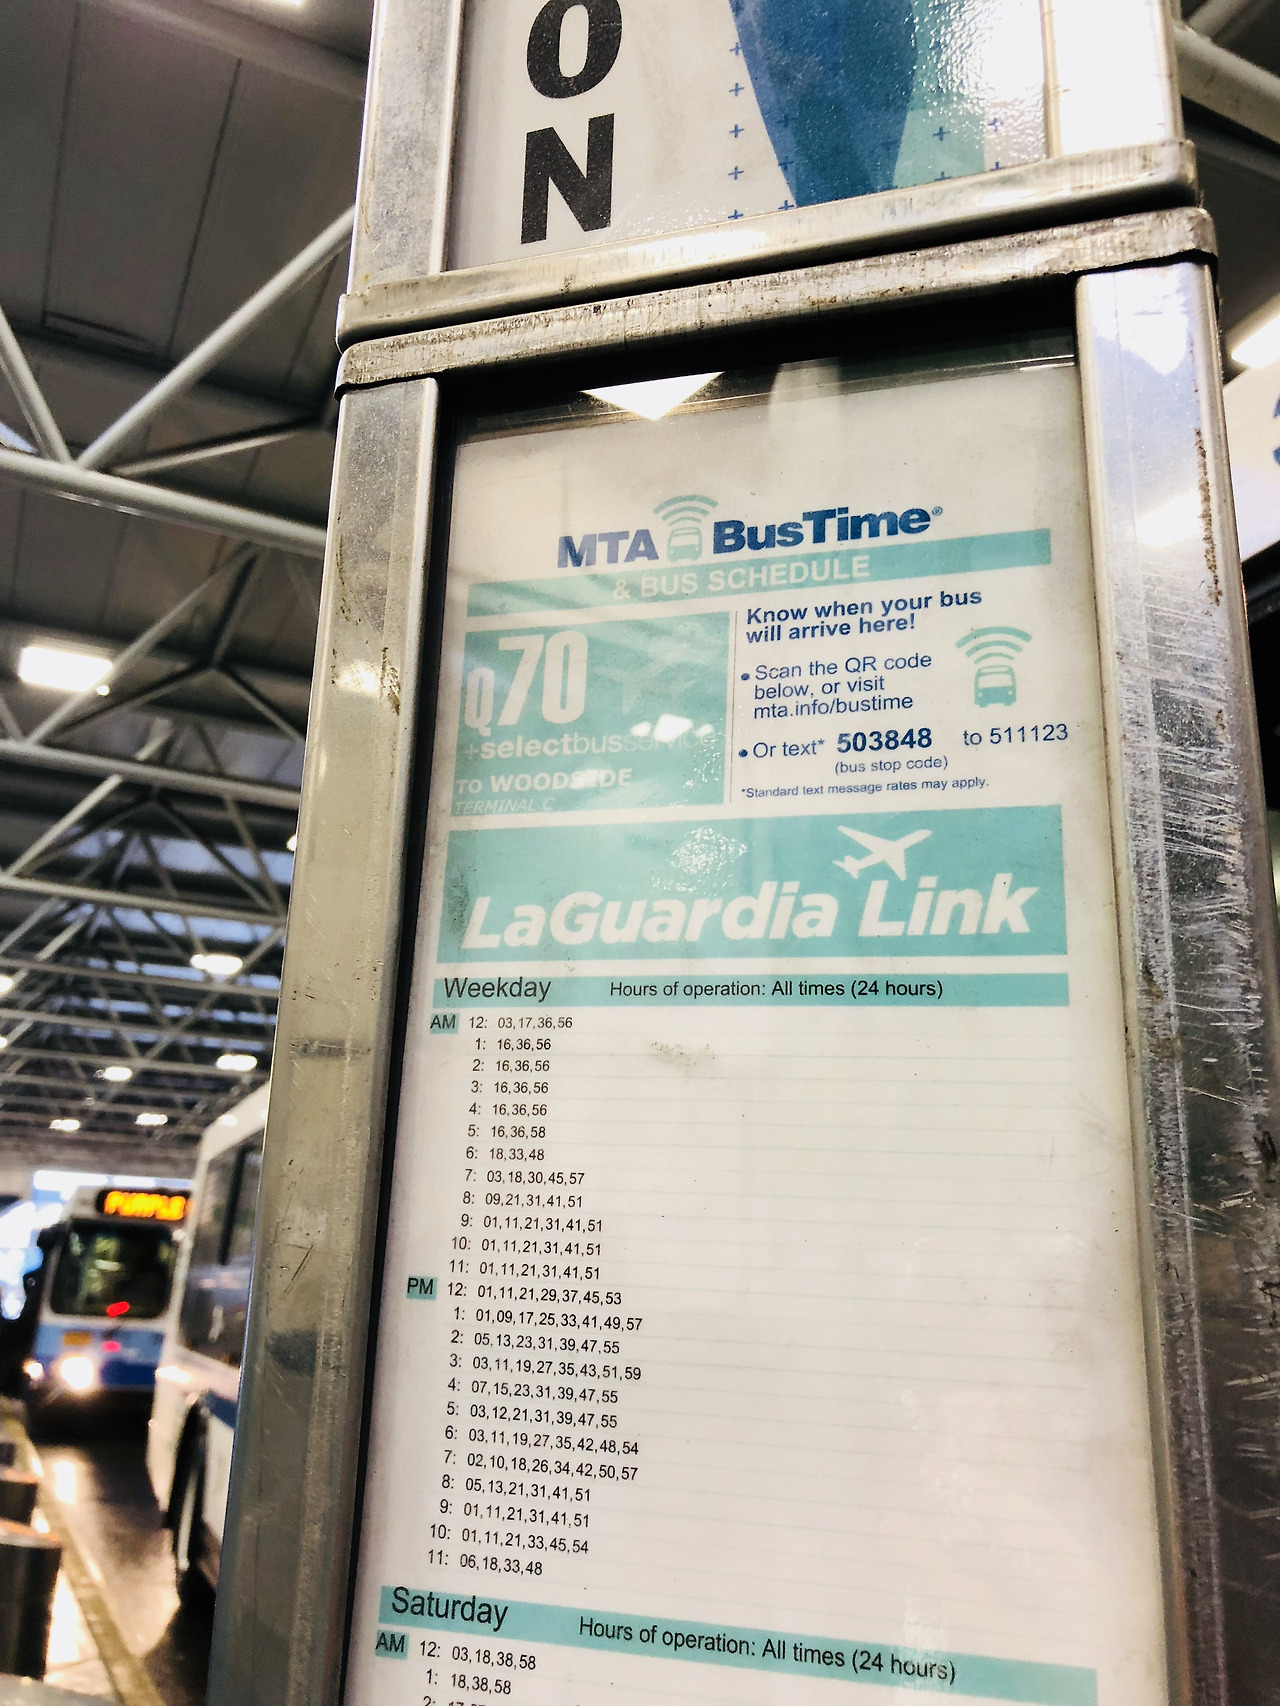 O
N
MTA BusTime®
& BUS SCHEDULE
Q70
+selectbusservice
TO WOODSIDE
TERMINAL C
Know when your bus
will arrive here!
• Scan the QR code
below, or visit
mta.info/bustime
• Or text* 503848 to 511123
(bus stop code)
*Standard text message rates may apply.
LaGuardia Link
Weekday Hours of operation: All times (24 hours)
AM 12: 03,17,36,56
1: 16,36,56
2: 16,36,56
3: 16,36,56
4: 16,36,56
5: 16,36,58
6: 18,33,48
7: 03,18,30,45,57
8: 09,21,31,41,51
9: 01,11,21,31,41,51
10: 01,11,21,31,41,51
11: 01,11,21,31,41,51
PM 12: 01,11,21,29,37,45,53
1: 01,09,17,25,33,41,49,57
2: 05,13,23,31,39,47,55
3: 03,11,19,27,35,43,51,59
4: 07,15,23,31,39,47,55
5: 03,12,21,31,39,47,55
6: 03,11,19,27,35,42,48,54
7: 02,10,18,26,34,42,50,57
8: 05,13,21,31,41,51
9: 01,11,21,31,41,51
10: 01,11,21,33,45,54
11: 06,18,33,48
Saturday Hours of operation: All times (24 hours)
AM 12: 03,18,38,58
1: 18,38,58
2:
PURPLE